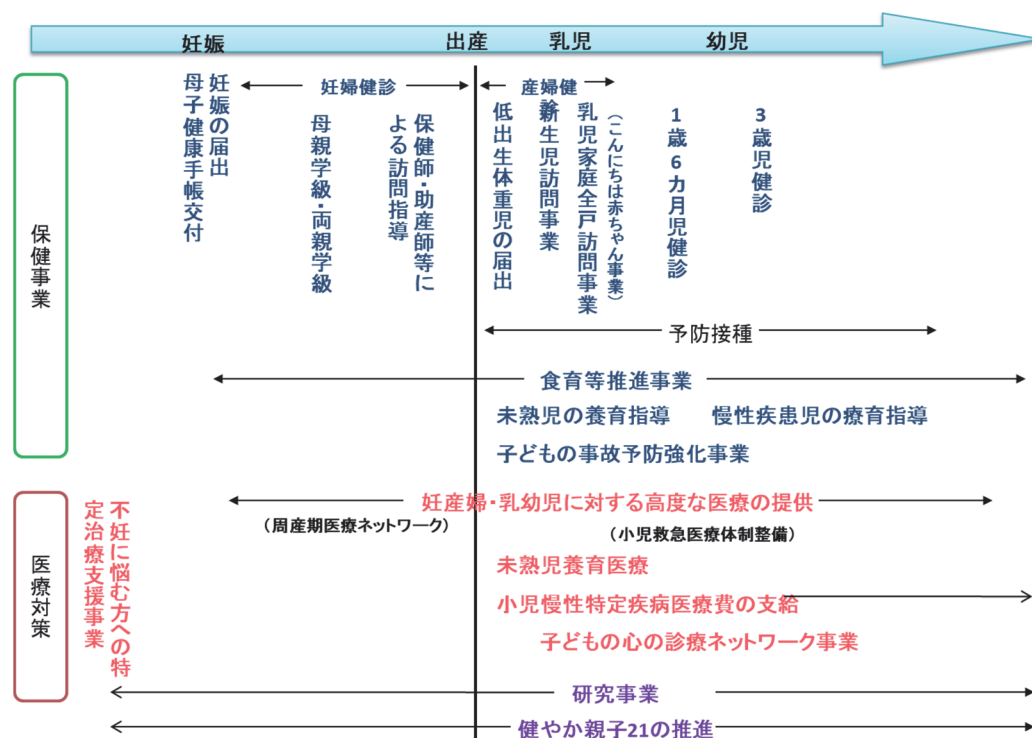 妊娠
出産
乳児
幼児
保健事業
妊娠の届出
母子健康手帳交付
妊婦健診
母親学級・両親学級
保健師・助産師等に
よる訪問指導
産婦健診
低出生体重児の届出
新生児訪問事業
乳児家庭全戸訪問事業
（こんにちは赤ちゃん事業）
1歳6カ月児健診
3歳児健診
予防接種
食育等推進事業
未熟児の養育指導
慢性疾患児の療育指導
子どもの事故予防強化事業
医療対策
不妊に悩む方への特
定治療支援事業
妊産婦・乳幼児に対する高度な医療の提供
（周産期医療ネットワーク）
（小児救急医療体制整備）
未熟児養育医療
小児慢性特定疾病医療費の支給
子どもの心の診療ネットワーク事業
研究事業
健やか親子21の推進